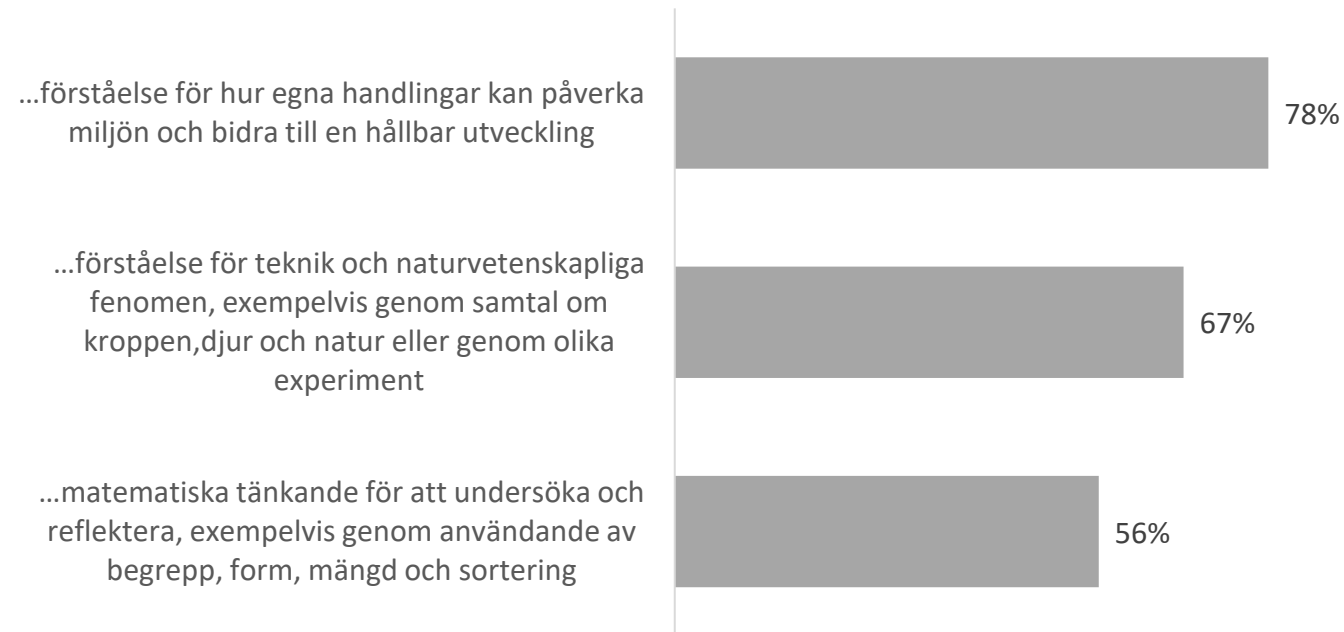 …förståelse för hur egna handlingar kan påverka
miljön och bidra till en hållbar utveckling
78%
…förståelse för teknik och naturvetenskapliga
fenomen, exempelvis genom samtal om
kroppen,djur och natur eller genom olika
experiment
67%
…matematiska tänkande för att undersöka och
reflektera, exempelvis genom användande av
begrepp, form, mängd och sortering
56%